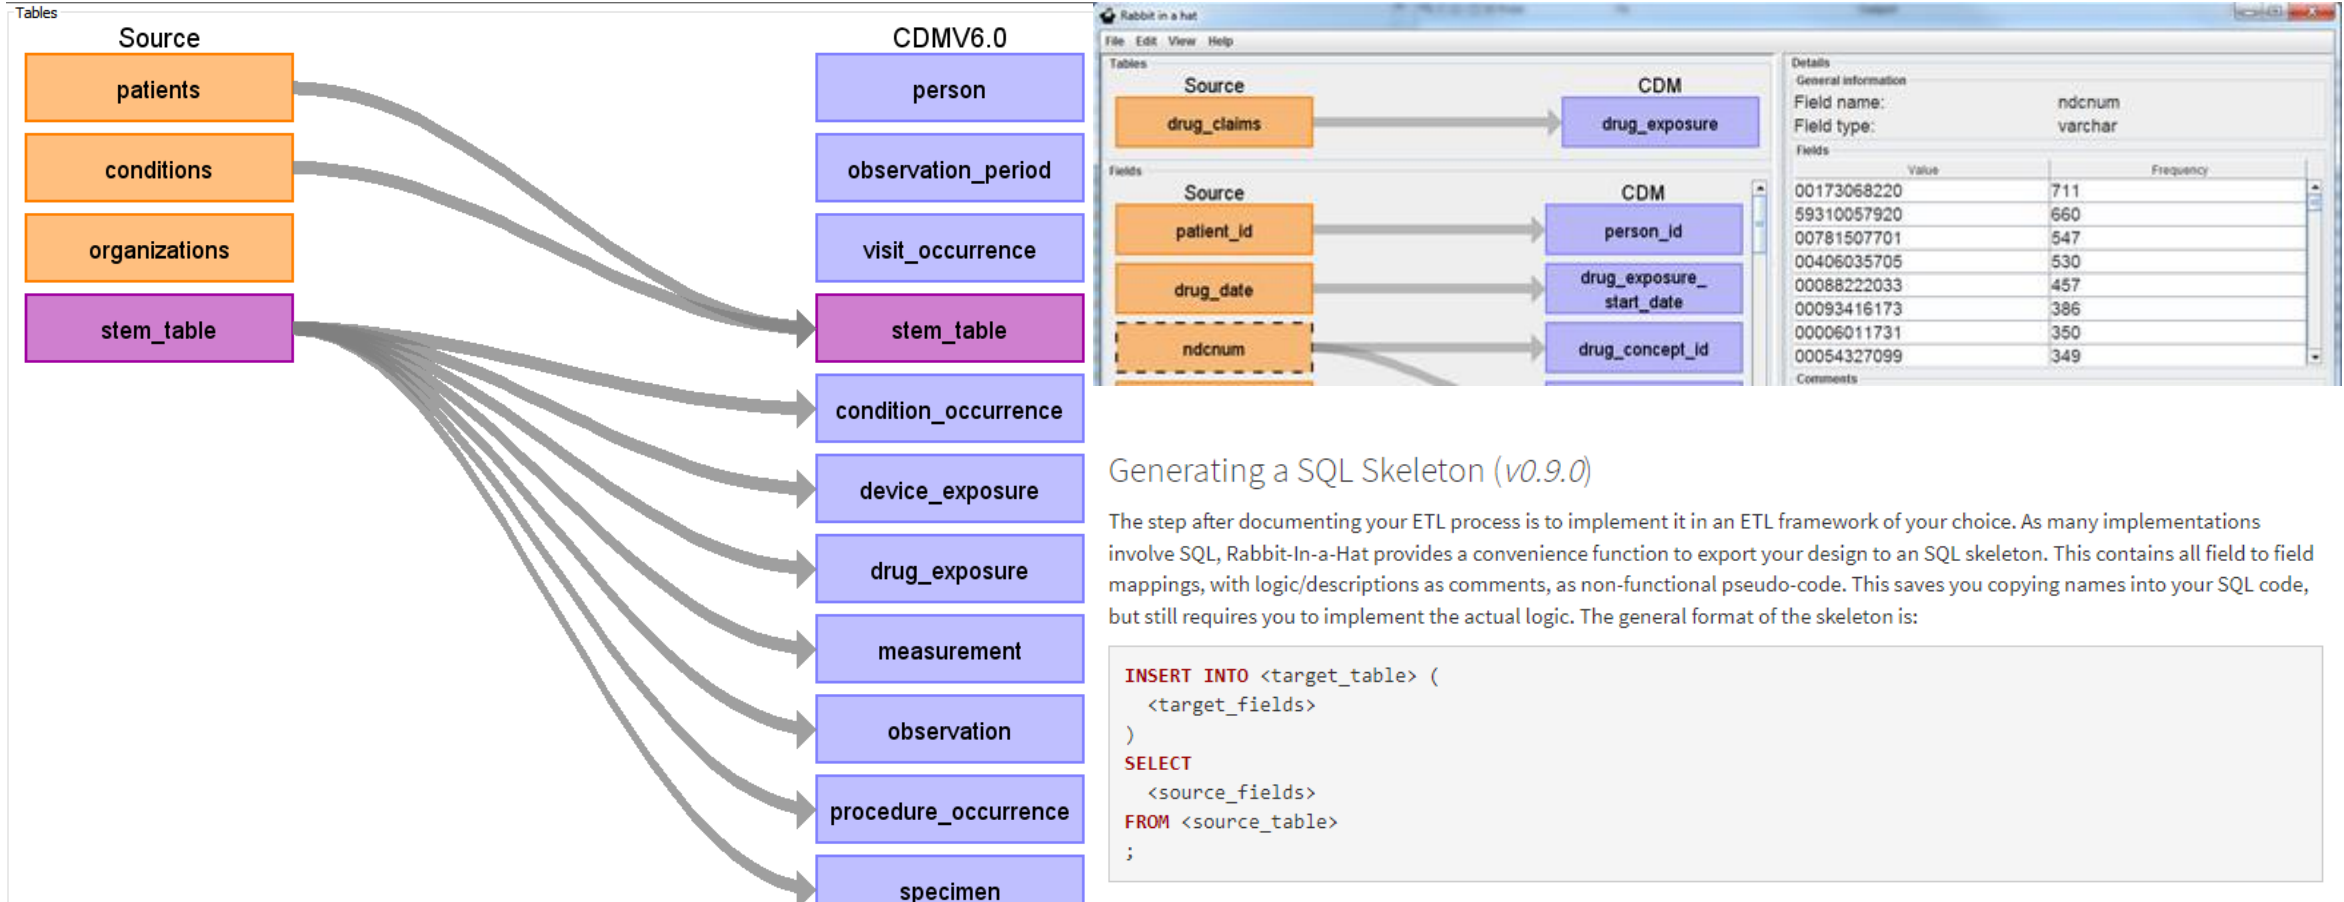 Tables
Source
CDMV6.0
patients
person
conditions
observation_period
organizations
visit_occurrence
stem_table
stem_table
condition_occurrence
device_exposure
drug_exposure
measurement
observation
procedure_occurrence
specimen
Rabbit in a hat
File Edit View Help
Tables
Source
CDM
drug_claims
drug_exposure
Fields
Source
CDM
patient_id
person_id
drug_date
drug_exposure_
start_date
ndcnum
drug_concept_id
Details
General information
Field name: ndcnum
Field type: varchar
Fields
Value Frequency
00173068220 711
59310057920 660
00781507701 547
00406035705 530
00088222033 457
00093416173 386
00006011731 350
00054327099 349
Comments
Generating a SQL Skeleton (v0.9.0)
The step after documenting your ETL process is to implement it in an ETL framework of your choice. As many implementations
involve SQL, Rabbit-In-a-Hat provides a convenience function to export your design to an SQL skeleton. This contains all field to field
mappings, with logic/descriptions as comments, as non-functional pseudo-code. This saves you copying names into your SQL code,
but still requires you to implement the actual logic. The general format of the skeleton is:
INSERT INTO <target_table> (
<target_fields>
)
SELECT
<source_fields>
FROM <source_table>
;